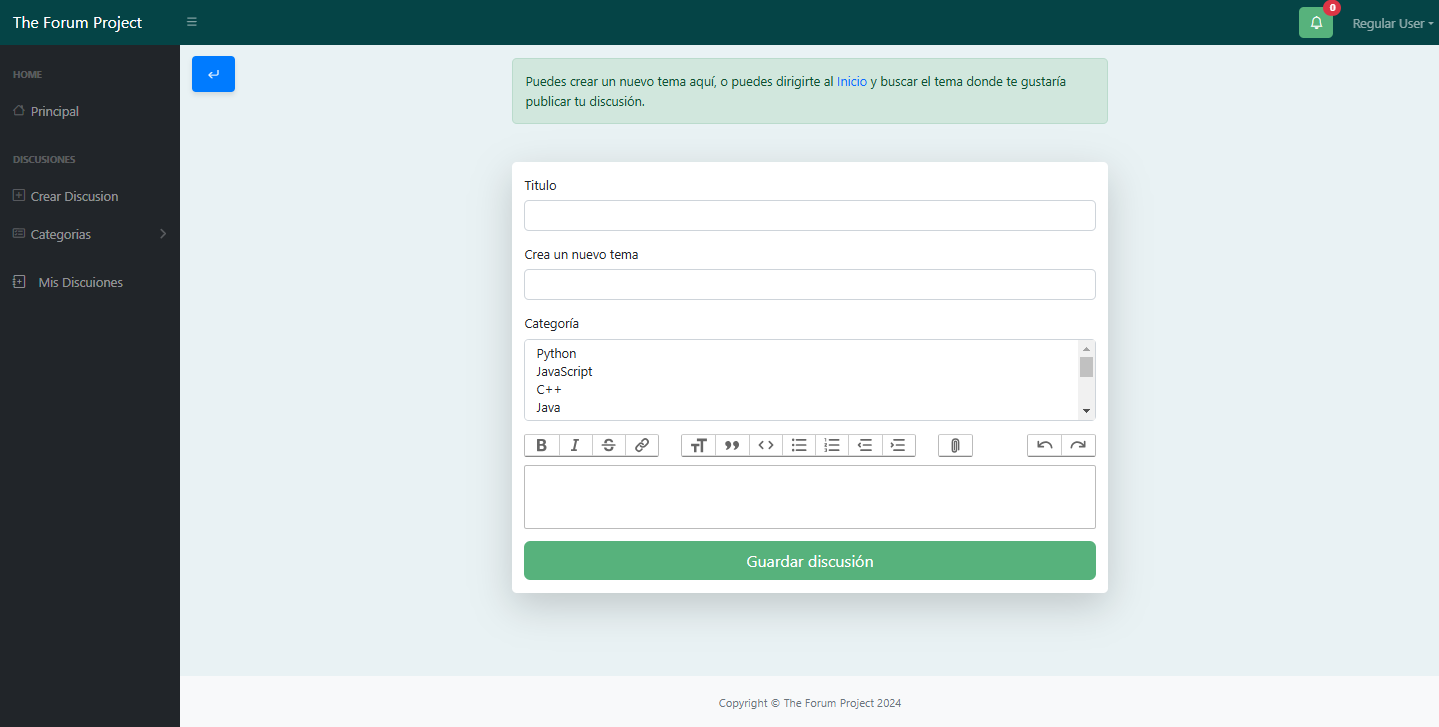 The Forum Project
0
Regular User
HOME
Principal
DISCUSIONES
Crear Discusion
Categorias
Mis Discuiones
Puedes crear un nuevo tema aquí, o puedes dirigirte al Inicio y buscar el tema donde te gustaría
publicar tu discusión.
Titulo
Crea un nuevo tema
Categoría
Python
JavaScript
C++
Java
Guardar discusión
Copyright © The Forum Project 2024